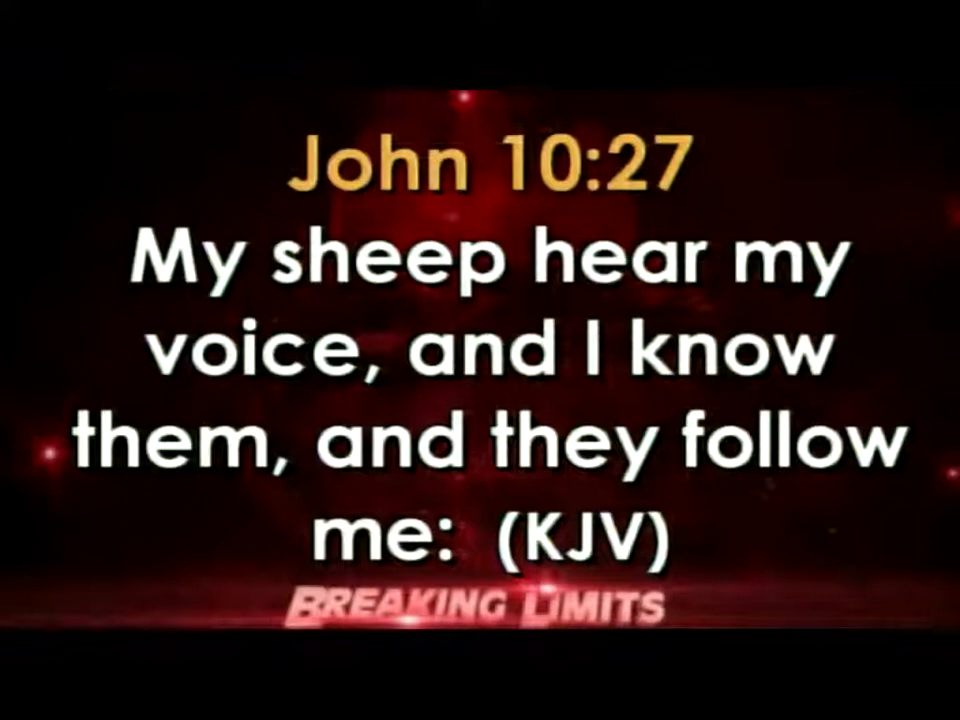 John 10:27
My sheep hear my
voice, and I know
them, and they follow
me: (KJV)
BREAKING LIMITS